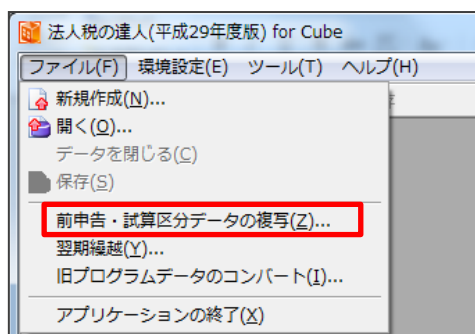 法人税の達人(平成29年度版) for Cube
ファイル(F) 環境設定(E) ツール(T) ヘルプ(H)
新規作成(N)...
開く(O)...
データを閉じる(C)
保存(S)
前申告・試算区分データの複写(Z)...
翌期繰越(Y)...
旧プログラムデータのコンバート(I)...
アプリケーションの終了(X)